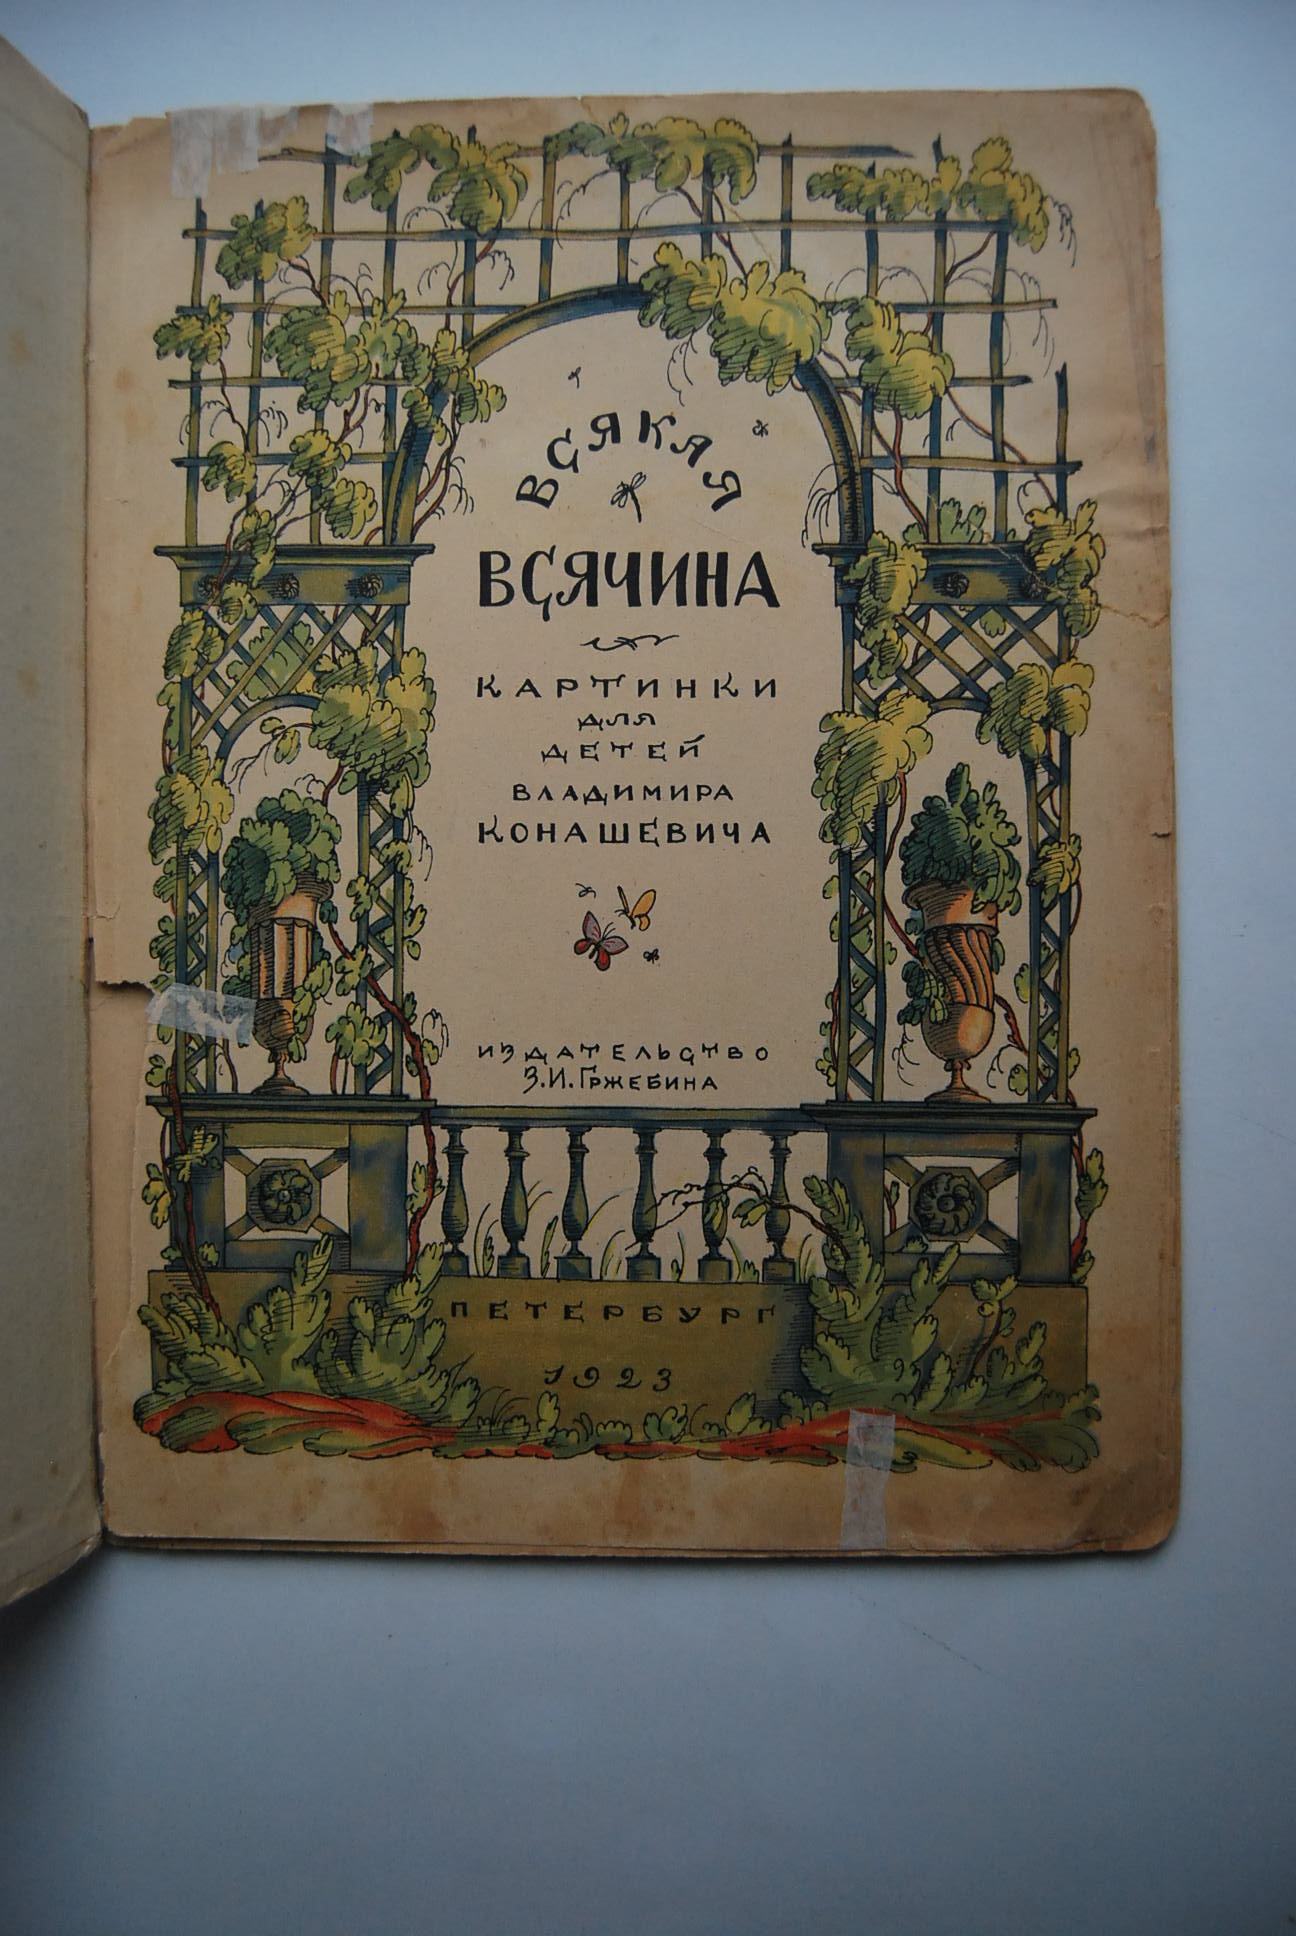 ВСЯКАЯ
ВСЯЧИНА
КАРТИНКИ
ДЛЯ
ДЕТЕЙ
ВЛАДИМИРА
КОНАШЕВИЧА
ИЗДАТЕЛЬСТВО
З.И. ГРЖЕБИНА
ПЕТЕРБУРГ
1923